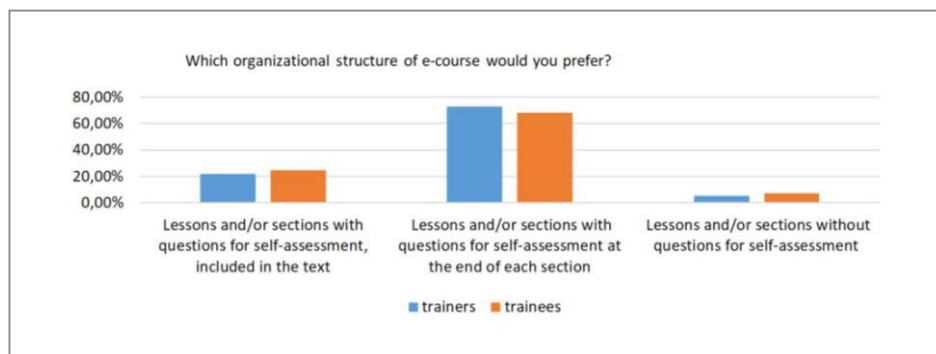 Which organizational structure of e-course would you prefer?
80,00%
60,00%
40,00%
20,00%
0,00%
Lessons and/or sections with
questions for self-assessment,
included in the text
Lessons and/or sections with
questions for self-assessment at
the end of each section
Lessons and/or sections without
questions for self-assessment
trainers trainees